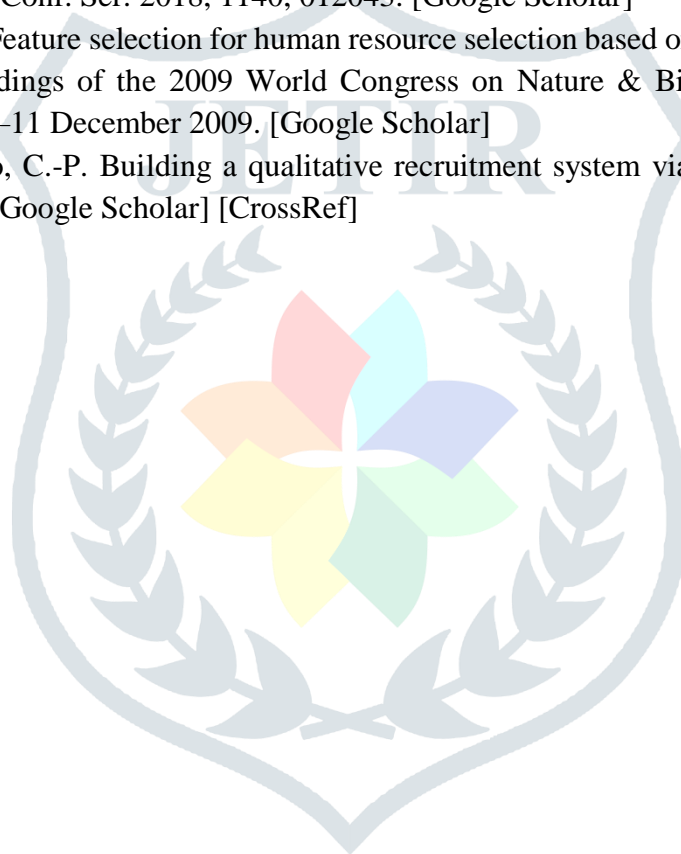 Conf. Ser. 2018, 1140, 012043. [Google Scholar]
Feature selection for human resource selection based o
dings of the 2009 World Congress on Nature & Bi
–11 December 2009. [Google Scholar]
o, C.-P. Building a qualitative recruitment system via
[Google Scholar] [CrossRef]
JETIR